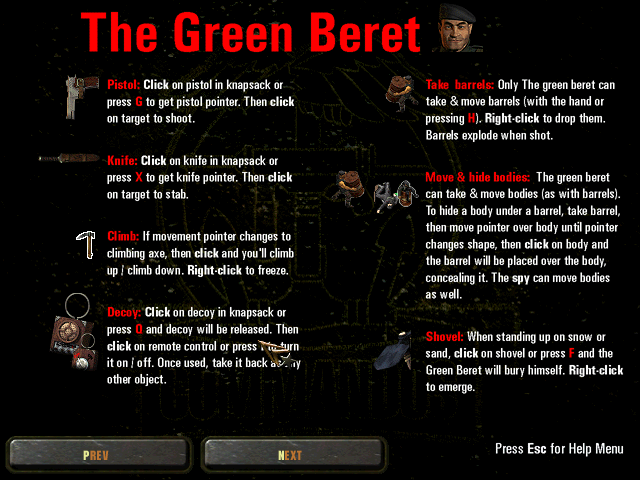 The Green Beret
Pistol: Click on pistol in knapsack or
press G to get pistol pointer. Then click
on target to shoot.
Knife: Click on knife in knapsack or
press X to get knife pointer. Then click
on target to stab.
Climb: If movement pointer changes to
climbing axe, then click and you'll climb
up / climb down. Right-click to freeze.
Decoy: Click on decoy in knapsack or
press Q and decoy will be released. Then
click on remote control or press to turn
it on / off. Once used, take it back as any
other object.
Take barrels: Only The green beret can
take & move barrels (with the hand or
pressing H). Right-click to drop them.
Barrels explode when shot.
Move & hide bodies: The green beret
can take & move bodies (as with barrels).
To hide a body under a barrel, take barrel,
then move pointer over body until pointer
changes shape, then click on body and
the barrel will be placed over the body,
concealing it. The spy can move bodies
as well.
Shovel: When standing up on snow or
sand, click on shovel or press F and the
Green Beret will bury himself. Right-click
to emerge.
PREV
NEXT
Press Esc for Help Menu